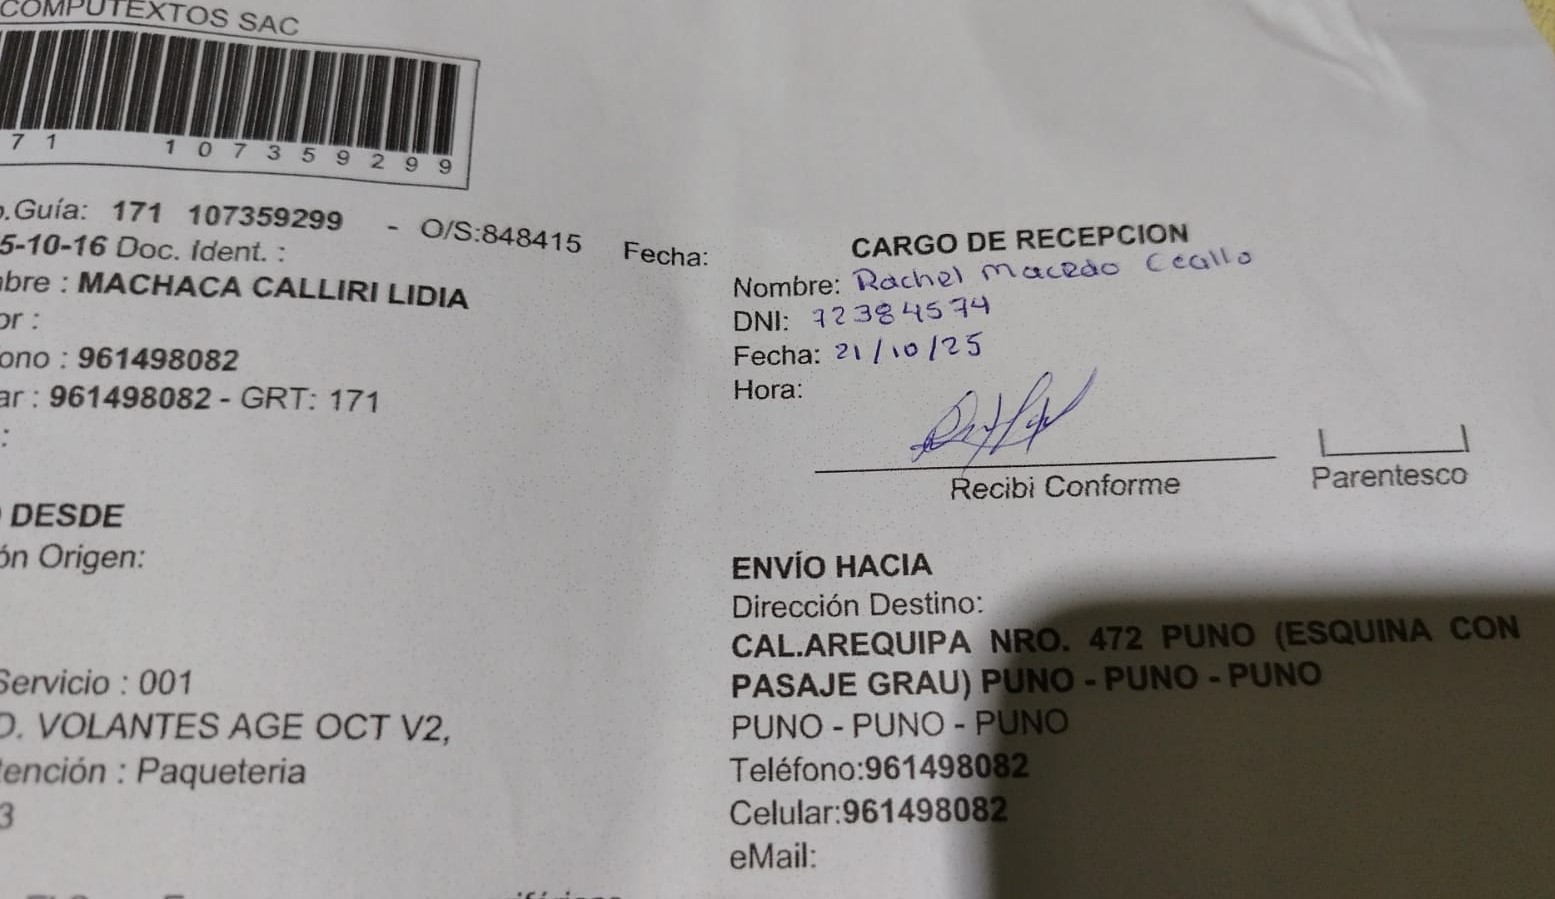 COMPUTEXTOS SAC
71 107359299
o.Guía: 171 107359299 - O/S:848415 Fecha:
5-10-16 Doc. Ident. :
bre : MACHACA CALLIRI LIDIA
or :
ono : 961498082
ar : 961498082 - GRT: 171
:
DESDE
ón Origen:
Servicio : 001
D. VOLANTES AGE OCT V2,
tención : Paqueteria
3
CARGO DE RECEPCION
Nombre: Rachel Macedo Ccallo
DNI: 72384574
Fecha: 21/10/25
Hora:
Recibi Conforme
Parentesco
ENVÍO HACIA
Dirección Destino:
CAL.AREQUIPA NRO. 472 PUNO (ESQUINA CON
PASAJE GRAU) PUNO - PUNO - PUNO
PUNO - PUNO - PUNO
Teléfono:961498082
Celular:961498082
eMail: